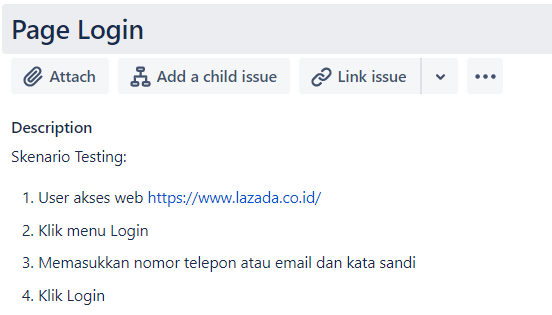 Page Login
Attach
Add a child issue
Link issue
Description
Skenario Testing:
1. User akses web https://www.lazada.co.id/
2. Klik menu Login
3. Memasukkan nomor telepon atau email dan kata sandi
4. Klik Login